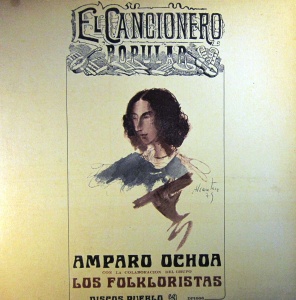 EL CANCIONERO
POPULAR
AMPARO OCHOA
CON LA COLABORACION DEL GRUPO
LOS FOLKLORISTAS
DISCOS PUEBLO